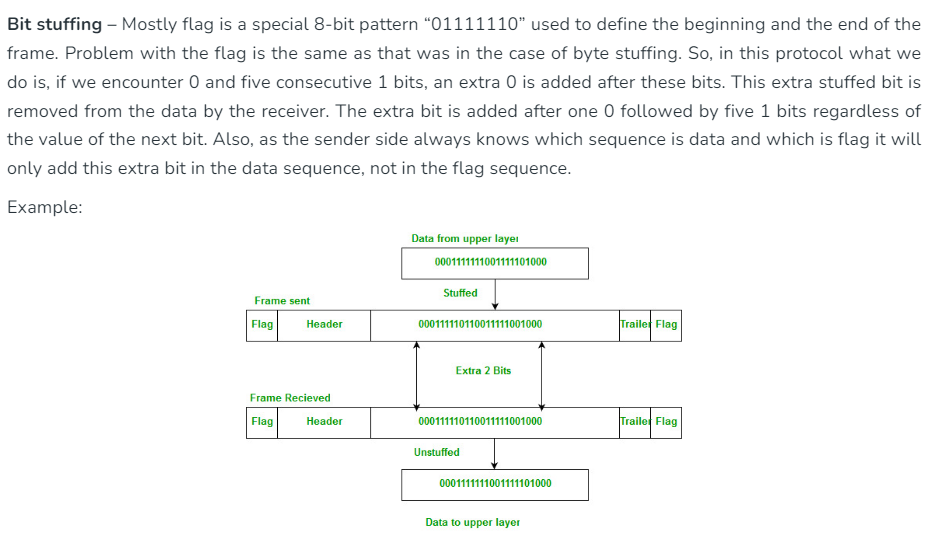 Bit stuffing – Mostly flag is a special 8-bit pattern “01111110” used to define the beginning and the end of the
frame. Problem with the flag is the same as that was in the case of byte stuffing. So, in this protocol what we
do is, if we encounter 0 and five consecutive 1 bits, an extra 0 is added after these bits. This extra stuffed bit is
removed from the data by the receiver. The extra bit is added after one 0 followed by five 1 bits regardless of
the value of the next bit. Also, as the sender side always knows which sequence is data and which is flag it will
only add this extra bit in the data sequence, not in the flag sequence.
Example:
Data from upper layer
0001111111001111101000
Stuffed
Frame sent
Flag Header 000111110110011111001000 Trailer Flag
Extra 2 Bits
Frame Recieved
Flag Header 000111110110011111001000 Trailer Flag
Unstuffed
0001111111001111101000
Data to upper layer